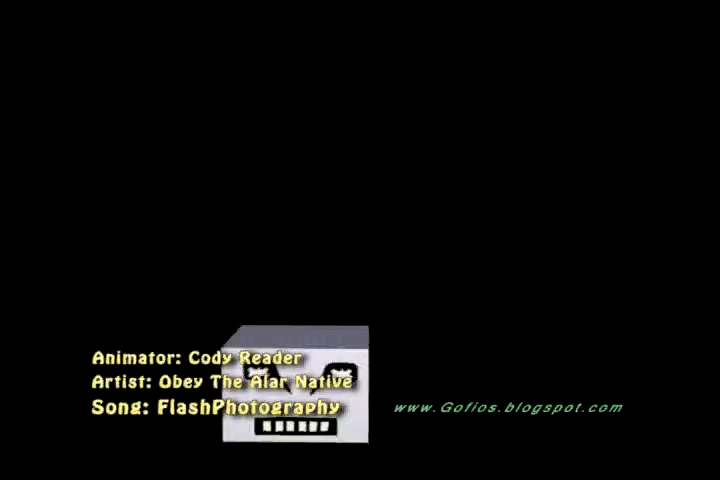 Animator: Cody Reader
Artist: Obey The Alar Native
Song: FlashPhotography
www.Gofios.blogspot.com